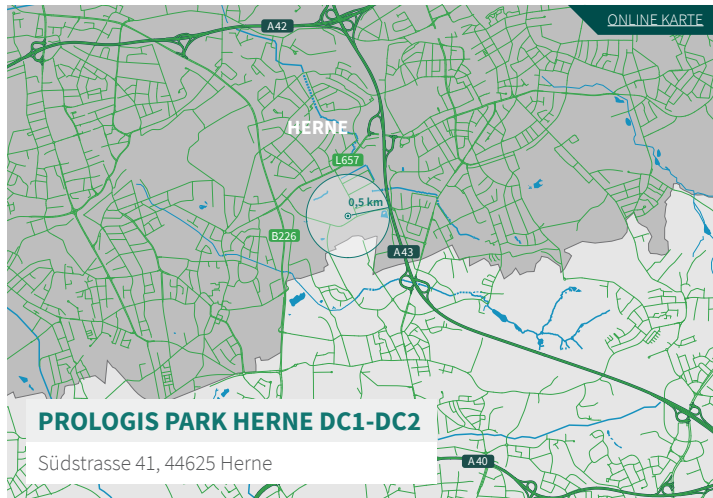 ONLINE KARTE
A42
HERNE
L657
0,5 km
B226
A43
PROLOGIS PARK HERNE DC1-DC2
Südstrasse 41, 44625 Herne
A40